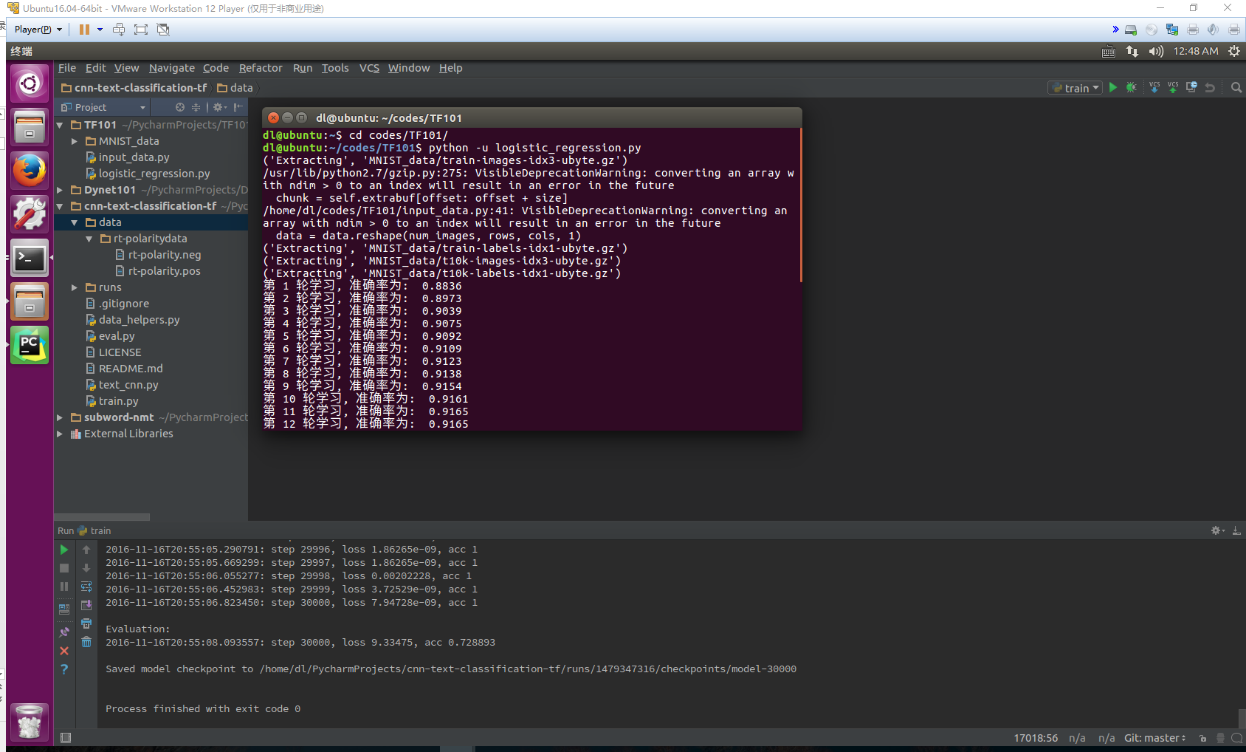 Ubuntu16.04-64bit - VMware Workstation 12 Player (仅用于非商业用途)
Player(P)
终端
12:48 AM
File Edit View Navigate Code Refactor Run Tools VCS Window Help
cnn-text-classification-tf data
train
VCS VCS
Project
TF101 ~/PycharmProjects/TF101
MNIST_data
input_data.py
logistic_regression.py
Dynet101 ~/PycharmProjects/D
cnn-text-classification-tf ~/Pyc
data
rt-polaritydata
rt-polarity.neg
rt-polarity.pos
runs
.gitignore
data_helpers.py
eval.py
LICENSE
README.md
text_cnn.py
train.py
subword-nmt ~/PycharmProject
External Libraries
PC
dl@ubuntu: ~/codes/TF101
dl@ubuntu:~$ cd codes/TF101/
dl@ubuntu:~/codes/TF101$ python -u logistic_regression.py
('Extracting', 'MNIST_data/train-images-idx3-ubyte.gz')
/usr/lib/python2.7/gzip.py:275: VisibleDeprecationWarning: converting an array w
ith ndim > 0 to an index will result in an error in the future
chunk = self.extrabuf[offset: offset + size]
/home/dl/codes/TF101/input_data.py:41: VisibleDeprecationWarning: converting an
array with ndim > 0 to an index will result in an error in the future
data = data.reshape(num_images, rows, cols, 1)
('Extracting', 'MNIST_data/train-labels-idx1-ubyte.gz')
('Extracting', 'MNIST_data/t10k-images-idx3-ubyte.gz')
('Extracting', 'MNIST_data/t10k-labels-idx1-ubyte.gz')
第 1 轮学习, 准确率为: 0.8836
第 2 轮学习, 准确率为: 0.8973
第 3 轮学习, 准确率为: 0.9039
第 4 轮学习, 准确率为: 0.9075
第 5 轮学习, 准确率为: 0.9092
第 6 轮学习, 准确率为: 0.9109
第 7 轮学习, 准确率为: 0.9123
第 8 轮学习, 准确率为: 0.9138
第 9 轮学习, 准确率为: 0.9154
第 10 轮学习, 准确率为: 0.9161
第 11 轮学习, 准确率为: 0.9165
第 12 轮学习, 准确率为: 0.9165
Run train
2016-11-16T20:55:05.290791: step 29996, loss 1.86265e-09, acc 1
2016-11-16T20:55:05.669299: step 29997, loss 1.86265e-09, acc 1
2016-11-16T20:55:06.055277: step 29998, loss 0.00202228, acc 1
2016-11-16T20:55:06.452983: step 29999, loss 3.72529e-09, acc 1
2016-11-16T20:55:06.823450: step 30000, loss 7.94728e-09, acc 1
Evaluation:
2016-11-16T20:55:08.093557: step 30000, loss 9.33475, acc 0.728893
Saved model checkpoint to /home/dl/PycharmProjects/cnn-text-classification-tf/runs/1479347316/checkpoints/model-30000
Process finished with exit code 0
17018:56 n/a n/a Git: master